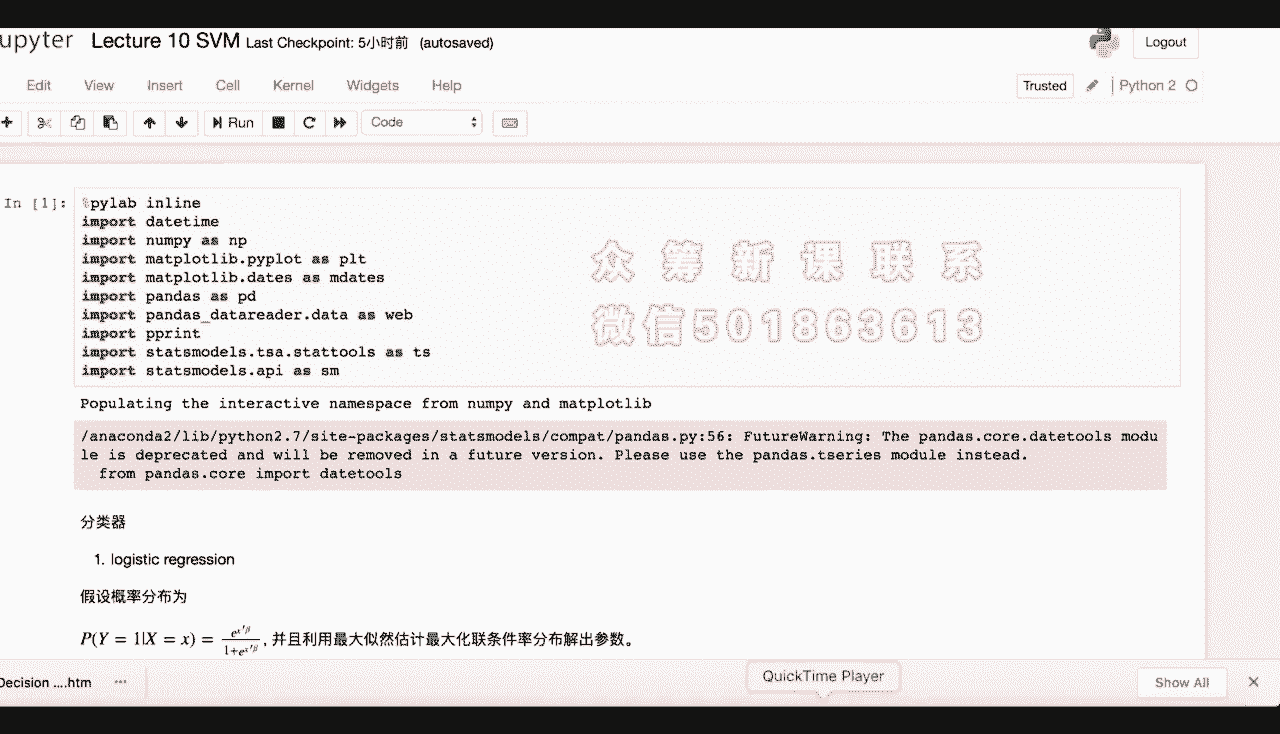 upyter Lecture 10 SVM Last Checkpoint: 5小时前 (autosaved)
Logout
Edit View Insert Cell Kernel Widgets Help
Trusted Python 2
Run Code
In [1]:
%pylab inline
import datetime
import numpy as np
import matplotlib.pyplot as plt
import matplotlib.dates as mdates
import pandas as pd
import pandas_datareader.data as web
import pprint
import statsmodels.tsa.stattools as ts
import statsmodels.api as sm
众筹新课联系
微信501863613
Populating the interactive namespace from numpy and matplotlib
/anaconda2/lib/python2.7/site-packages/statsmodels/compat/pandas.py:56: FutureWarning: The pandas.core.datetools modu
le is deprecated and will be removed in a future version. Please use the pandas.tseries module instead.
from pandas.core import datetools
分类器
1. logistic regression
假设概率分布为
P(Y = 1|X = x) = e^{x'β} / (1+e^{x'β}), 并且利用最大似然估计最大化联条件率分布解出参数。
QuickTime Player
Decision ....htm
Show All